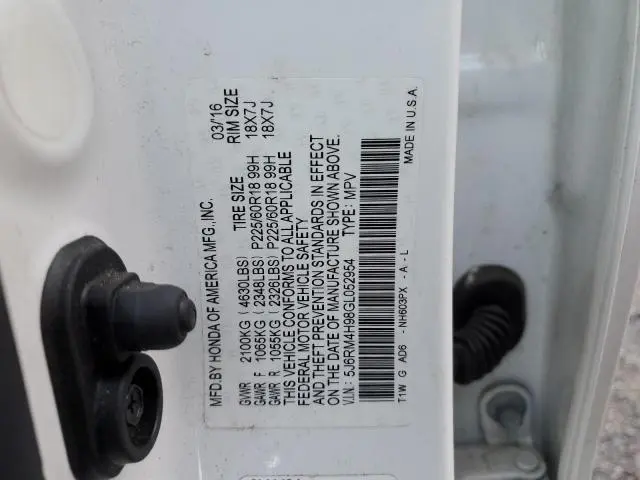 MFD.BY HONDA OF AMERICA MFG.,INC. 03/'16
TIRE SIZE RIM SIZE
GVWR 2100KG ( 4630LBS)
GAWR F 1065KG ( 2348LBS) P225/60R18 99H 18X7J
GAWR R 1055KG ( 2326LBS) P225/60R18 99H 18X7J
THIS VEHICLE CONFORMS TO ALL APPLICABLE
FEDERAL MOTOR VEHICLE SAFETY
AND THEFT PREVENTION STANDARDS IN EFFECT
ON THE DATE OF MANUFACTURE SHOWN ABOVE.
V.I.N.: 5J8RM4H98GL052954 TYPE: MPV
T1W G AD6 - NH603PX - A - L MADE IN U.S.A.